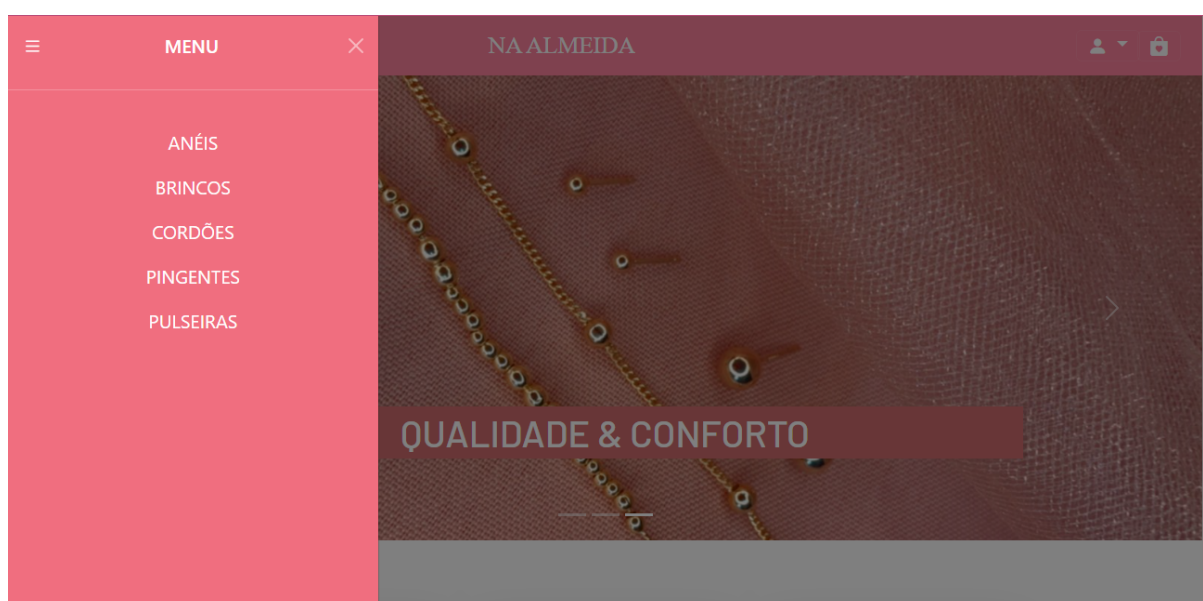 MENU
NA ALMEIDA
ANÉIS
BRINCOS
CORDÕES
PINGENTES
PULSEIRAS
QUALIDADE & CONFORTO